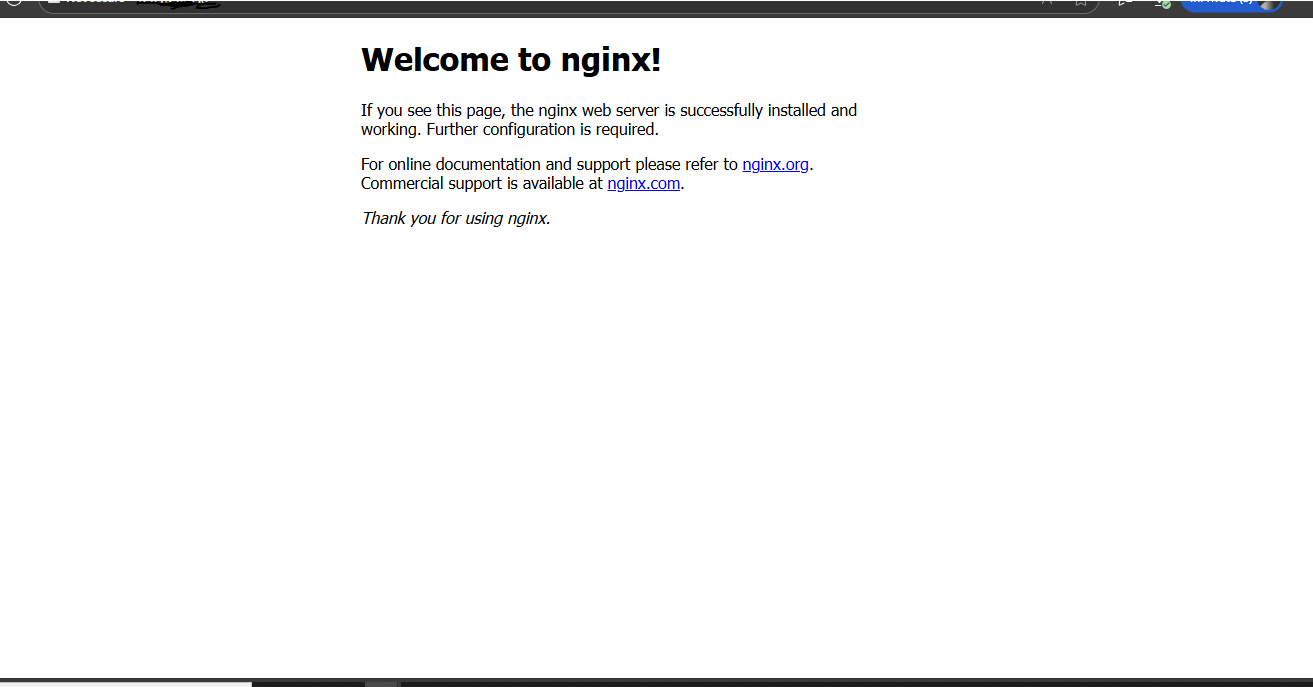 Welcome to nginx!
If you see this page, the nginx web server is successfully installed and
working. Further configuration is required.
For online documentation and support please refer to nginx.org.
Commercial support is available at nginx.com.
Thank you for using nginx.